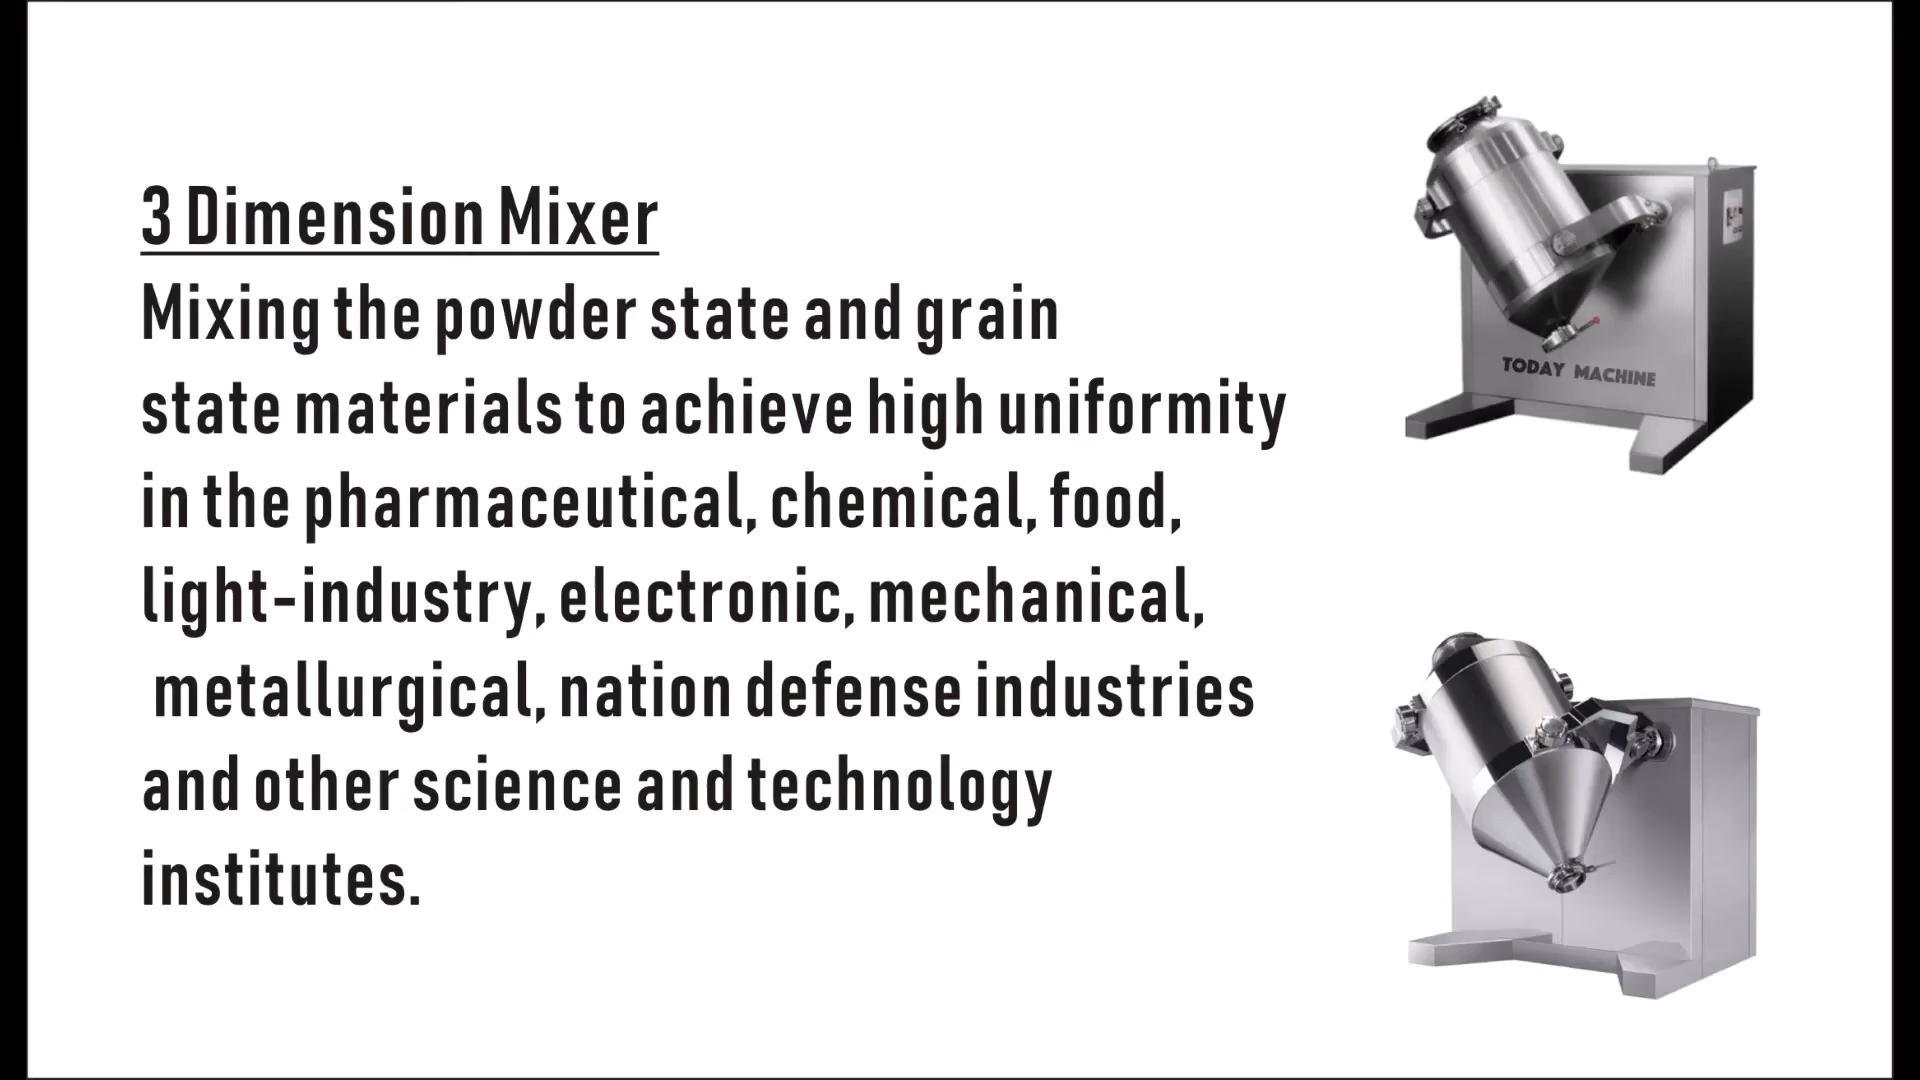 3 Dimension Mixer
Mixing the powder state and grain
state materials to achieve high uniformity
in the pharmaceutical, chemical, food,
light-industry, electronic, mechanical,
metallurgical, nation defense industries
and other science and technology
institutes.
TODAY MACHINE